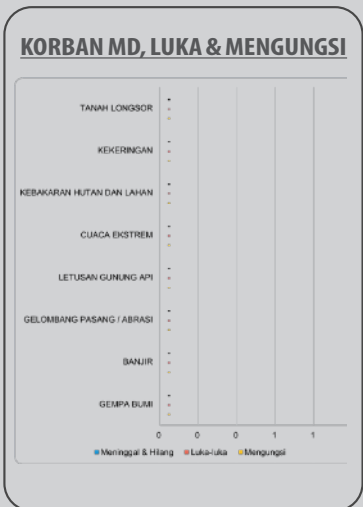 KORBAN MD, LUKA & MENGUNGSI
TANAH LONGSOR
KEKERINGAN
KEBAKARAN HUTAN DAN LAHAN
CUACA EKSTREM
LETUSAN GUNUNG API
GELOMBANG PASANG / ABRASI
BANJIR
GEMPA BUMI
0 0 0 1 1
Meninggal & Hilang Luka-luka Mengungsi